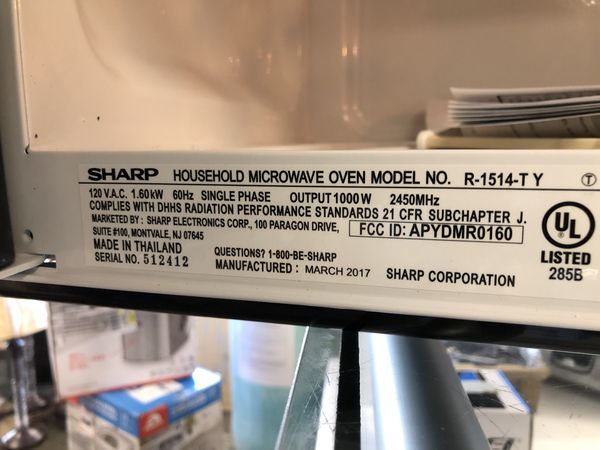 SHARP HOUSEHOLD MICROWAVE OVEN MODEL NO. R-1514-T Y T
120 V.A.C. 1.60kW 60Hz SINGLE PHASE OUTPUT 1000 W 2450MHz
COMPLIES WITH DHHS RADIATION PERFORMANCE STANDARDS 21 CFR SUBCHAPTER J.
MARKETED BY: SHARP ELECTRONICS CORP., 100 PARAGON DRIVE,
SUITE #100, MONTVALE, NJ 07645
FCC ID: APYDMR0160
MADE IN THAILAND
SERIAL NO. 512412
QUESTIONS? 1-800-BE-SHARP
MANUFACTURED: MARCH 2017 SHARP CORPORATION
UL
LISTED
285B